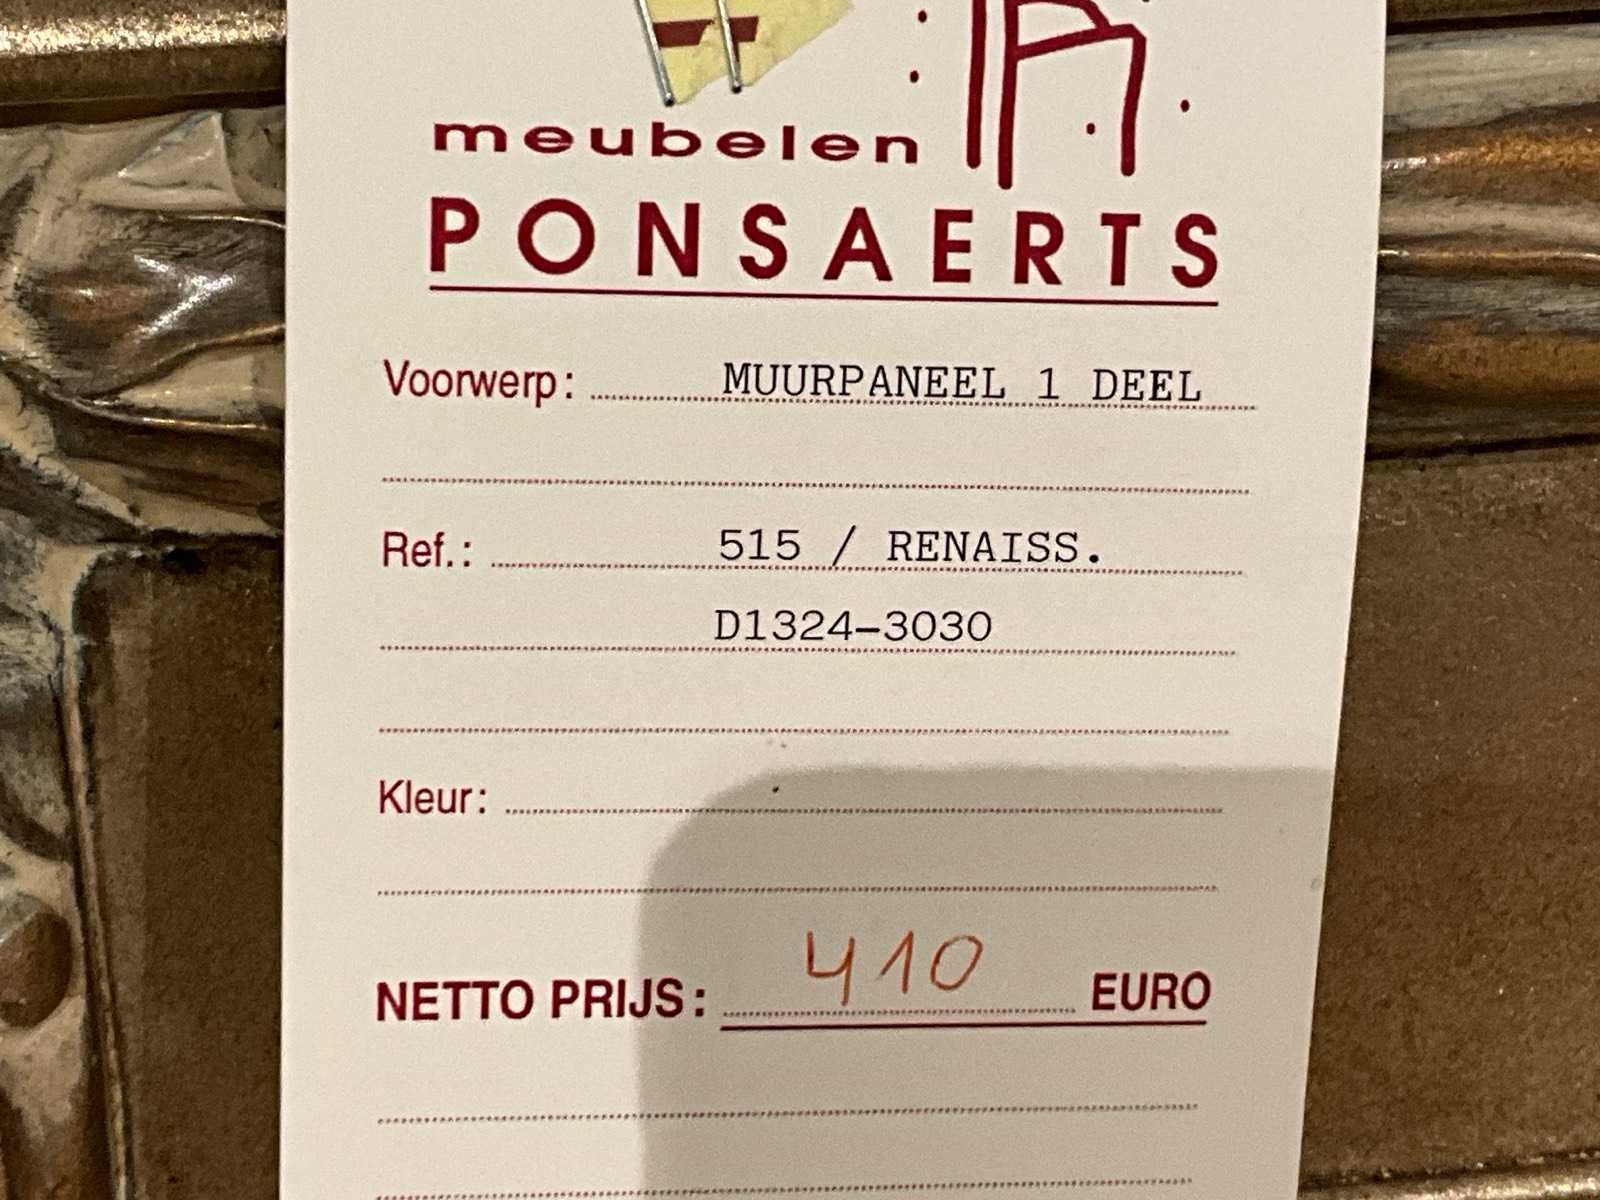 meubelen
PONSAERTS
Voorwerp: MUURPANEEL 1 DEEL
Ref.: 515 / RENAISS.
D1324-3030
Kleur:
NETTO PRIJS: 410 EURO